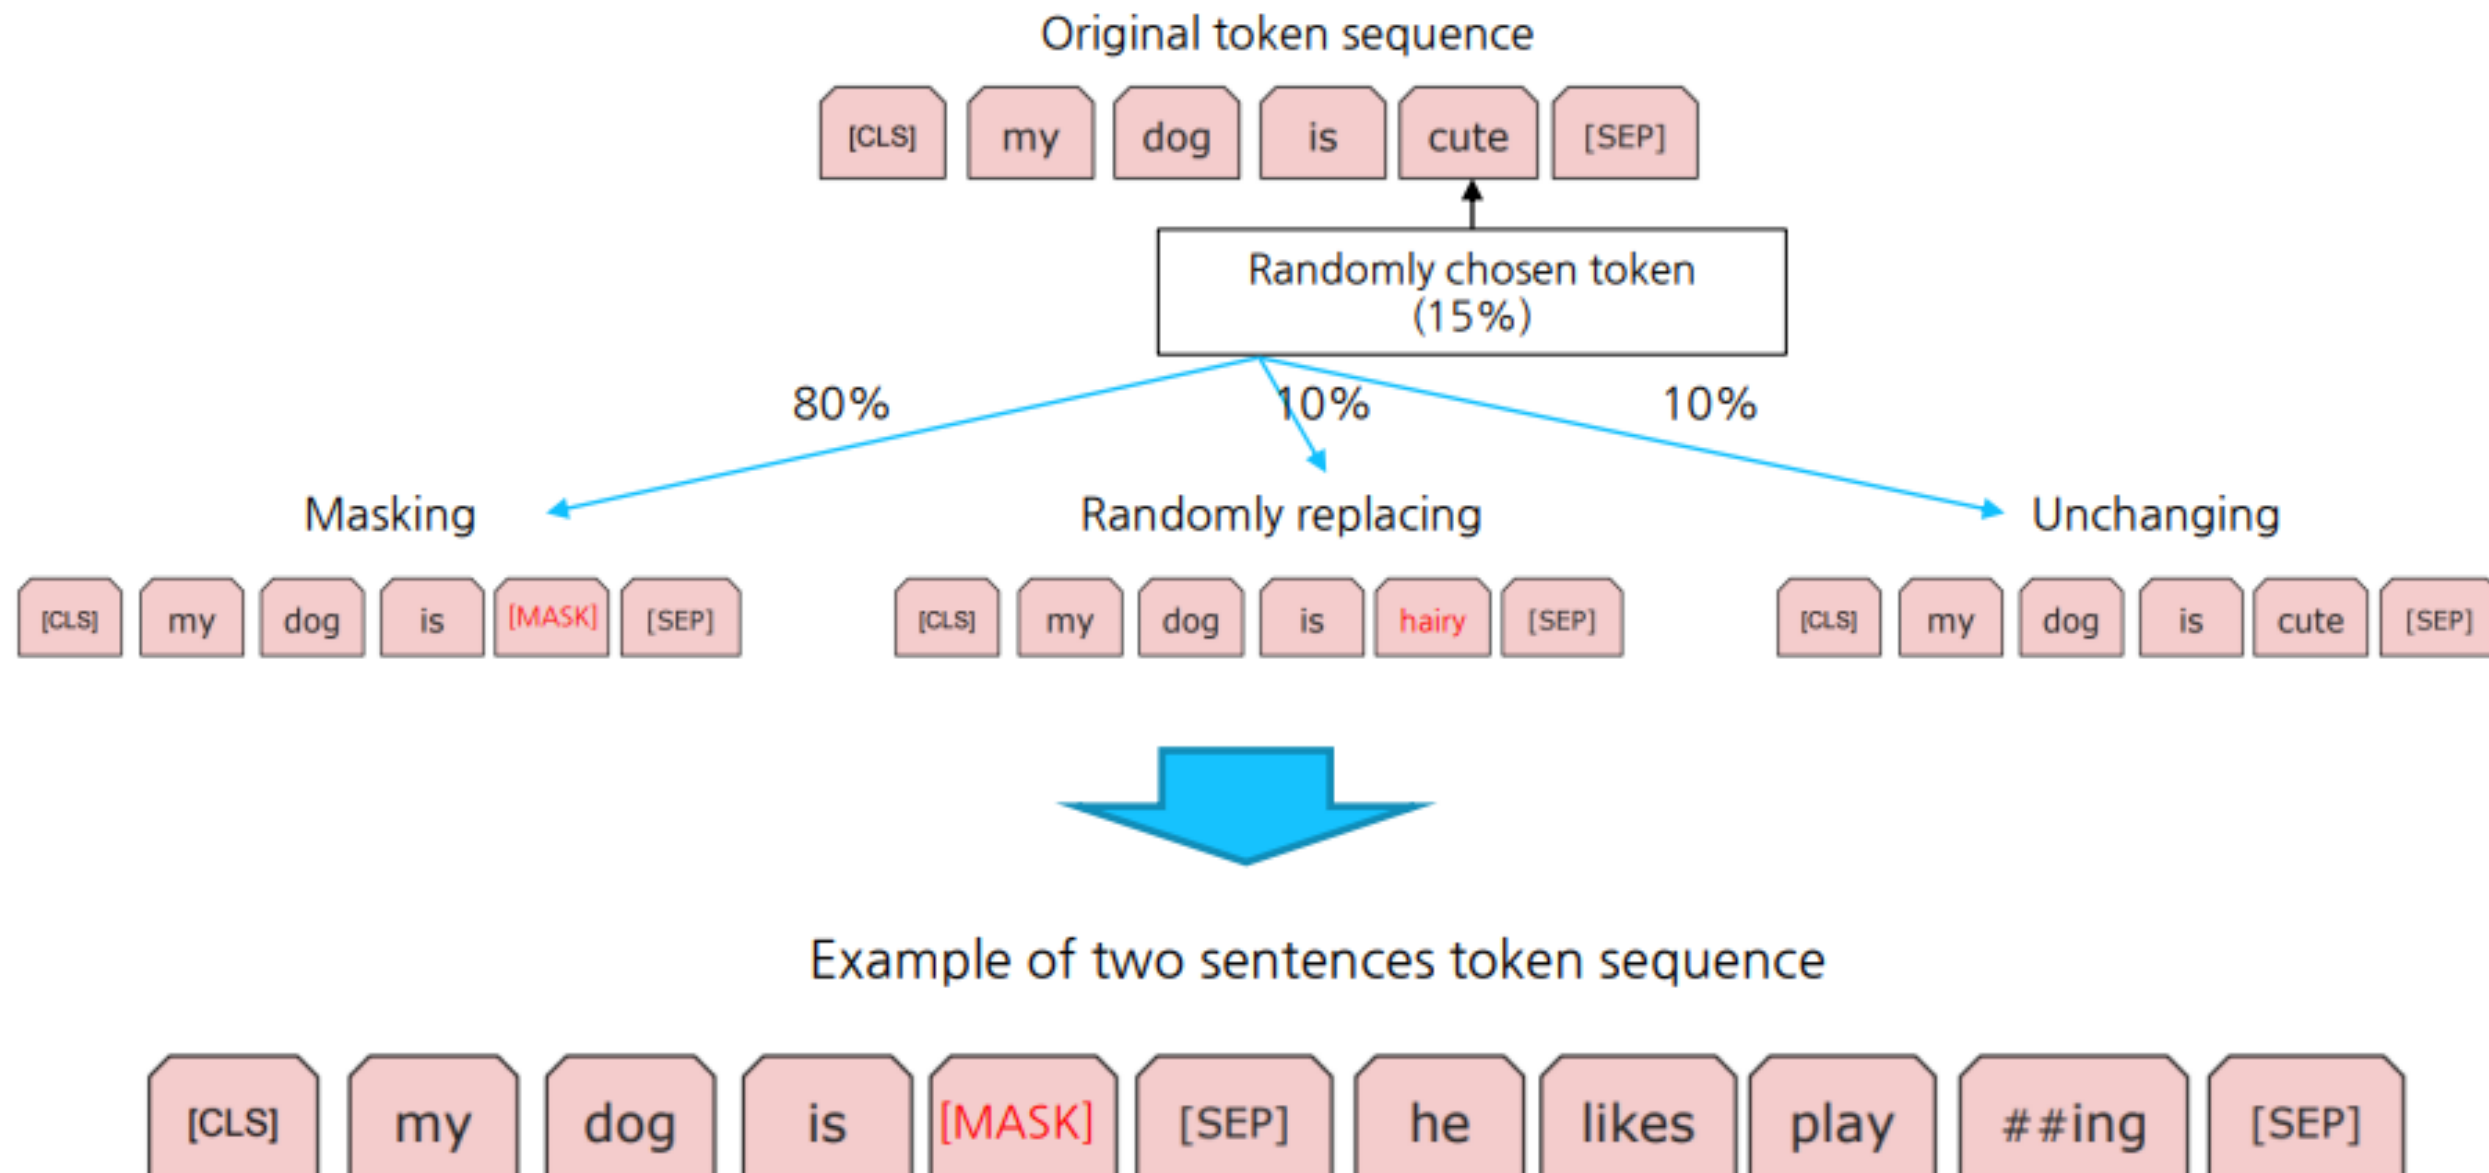 Original token sequence
[CLS] my dog is cute [SEP]
Randomly chosen token
(15%)
80% 10% 10%
Masking Randomly replacing Unchanging
[CLS] my dog is [MASK] [SEP] [CLS] my dog is hairy [SEP] [CLS] my dog is cute [SEP]
Example of two sentences token sequence
[CLS] my dog is [MASK] [SEP] he likes play ##ing [SEP]